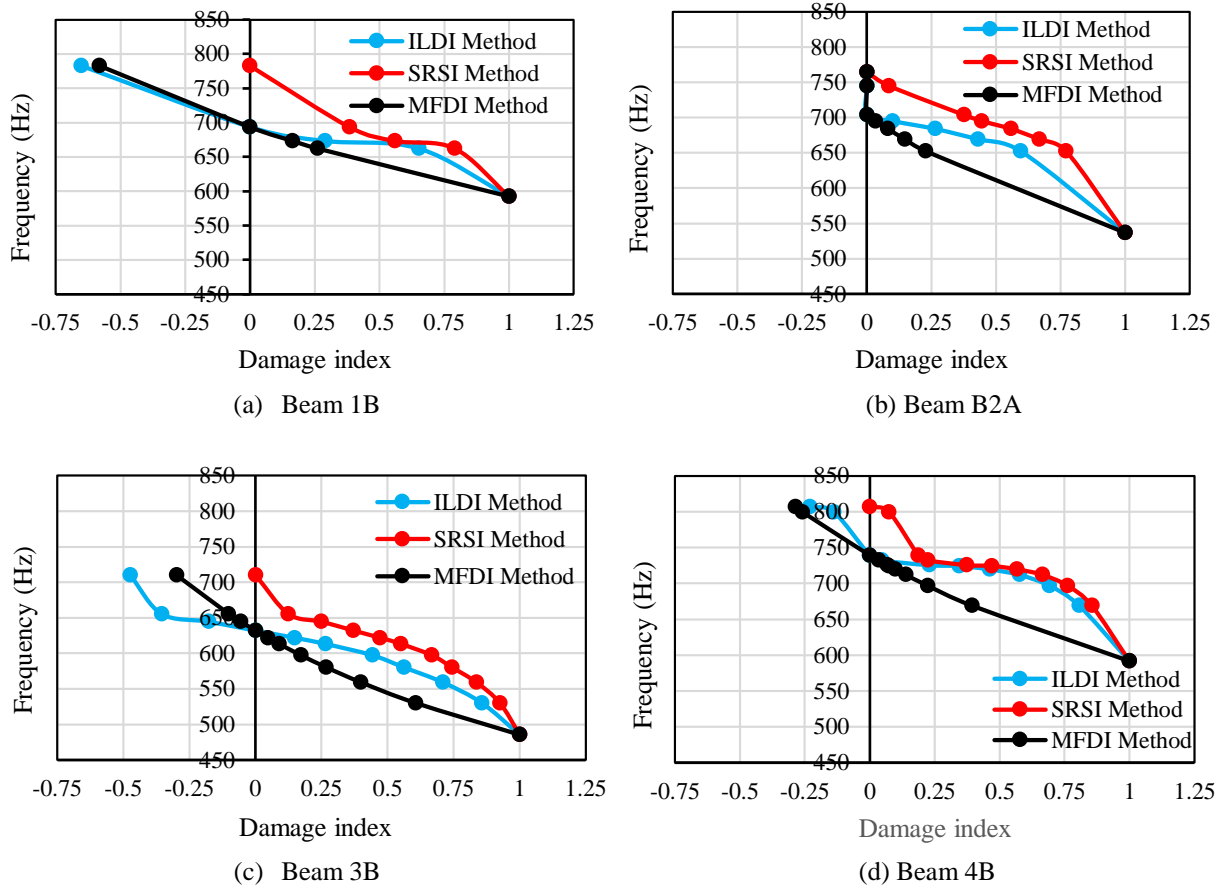 850
800
750
700
650
600
550
500
450
Frequency (Hz)
ILDI Method
SRSI Method
MFDI Method
-0.75 -0.5 -0.25 0 0.25 0.5 0.75 1 1.25
Damage index
(a) Beam 1B
850
800
750
700
650
600
550
500
450
Frequency (Hz)
ILDI Method
SRSI Method
MFDI Method
-0.75 -0.5 -0.25 0 0.25 0.5 0.75 1 1.25
Damage index
(b) Beam B2A
850
800
750
700
650
600
550
500
450
Frequency (Hz)
ILDI Method
SRSI Method
MFDI Method
-0.75 -0.5 -0.25 0 0.25 0.5 0.75 1 1.25
Damage index
(c) Beam 3B
850
800
750
700
650
600
550
500
450
Frequency (Hz)
ILDI Method
SRSI Method
MFDI Method
-0.75 -0.5 -0.25 0 0.25 0.5 0.75 1 1.25
Damage index
(d) Beam 4B